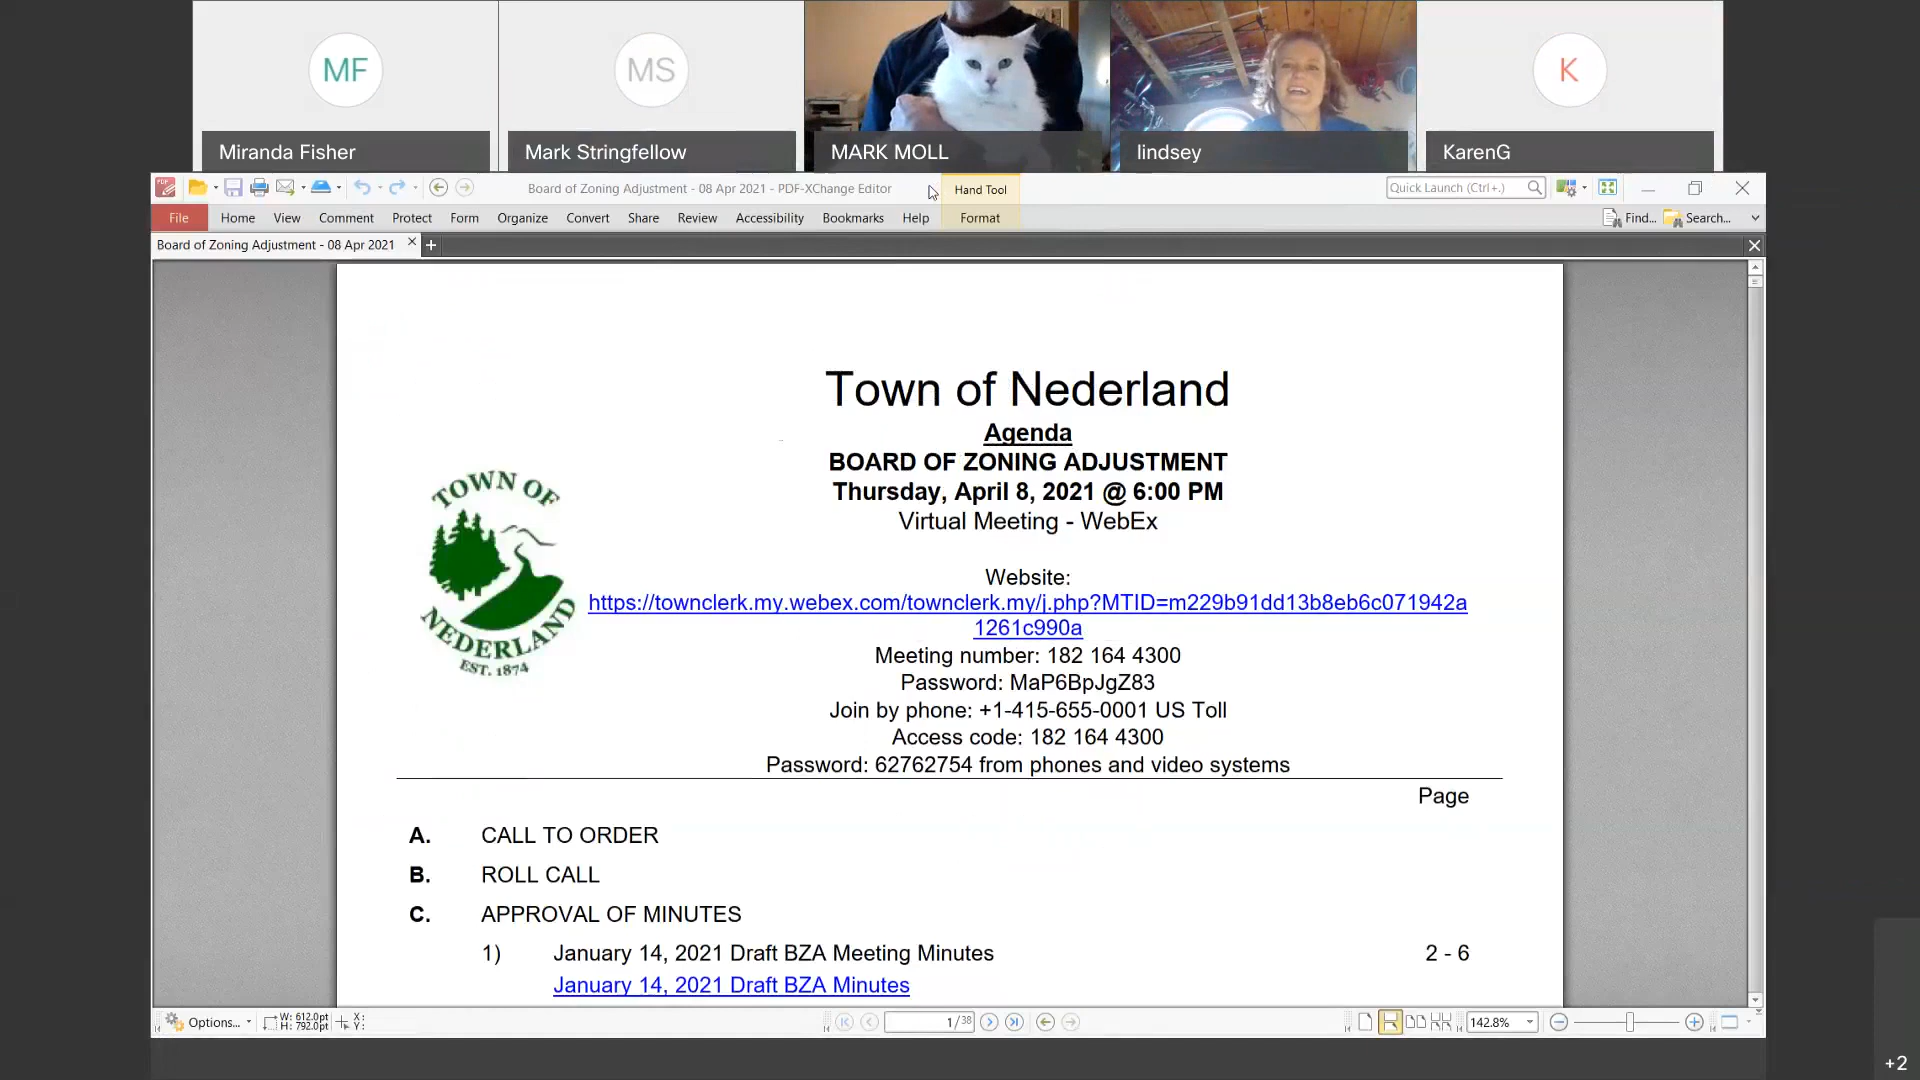 MF
MS
K
Miranda Fisher
Mark Stringfellow
MARK MOLL
lindsey
KarenG
Board of Zoning Adjustment - 08 Apr 2021 - PDF-XChange Editor
Hand Tool
Quick Launch (Ctrl+.)
File Home View Comment Protect Form Organize Convert Share Review Accessibility Bookmarks Help Format Find... Search...
Board of Zoning Adjustment - 08 Apr 2021
Town of Nederland
Agenda
BOARD OF ZONING ADJUSTMENT
Thursday, April 8, 2021 @ 6:00 PM
Virtual Meeting - WebEx
TOWN OF
NEDERLAND
EST. 1874
Website:
https://townclerk.my.webex.com/townclerk.my/j.php?MTID=m229b91dd13b8eb6c071942a
1261c990a
Meeting number: 182 164 4300
Password: MaP6BpJgZ83
Join by phone: +1-415-655-0001 US Toll
Access code: 182 164 4300
Password: 62762754 from phones and video systems
Page
A. CALL TO ORDER
B. ROLL CALL
C. APPROVAL OF MINUTES
1) January 14, 2021 Draft BZA Meeting Minutes 2 - 6
January 14, 2021 Draft BZA Minutes
Options...
W: 612.0pt
H: 792.0pt
X:
Y:
1 / 38
142.8%
+2